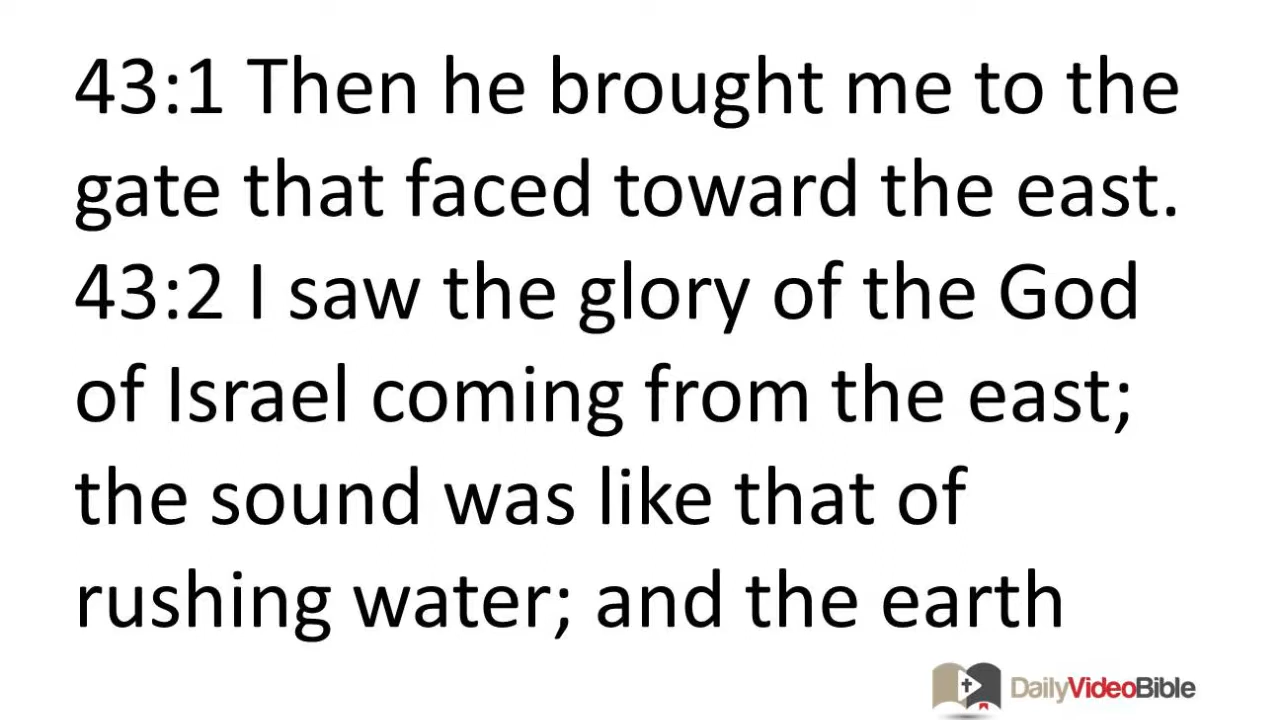 43:1 Then he brought me to the
gate that faced toward the east.
43:2 I saw the glory of the God
of Israel coming from the east;
the sound was like that of
rushing water; and the earth
DailyVideoBible